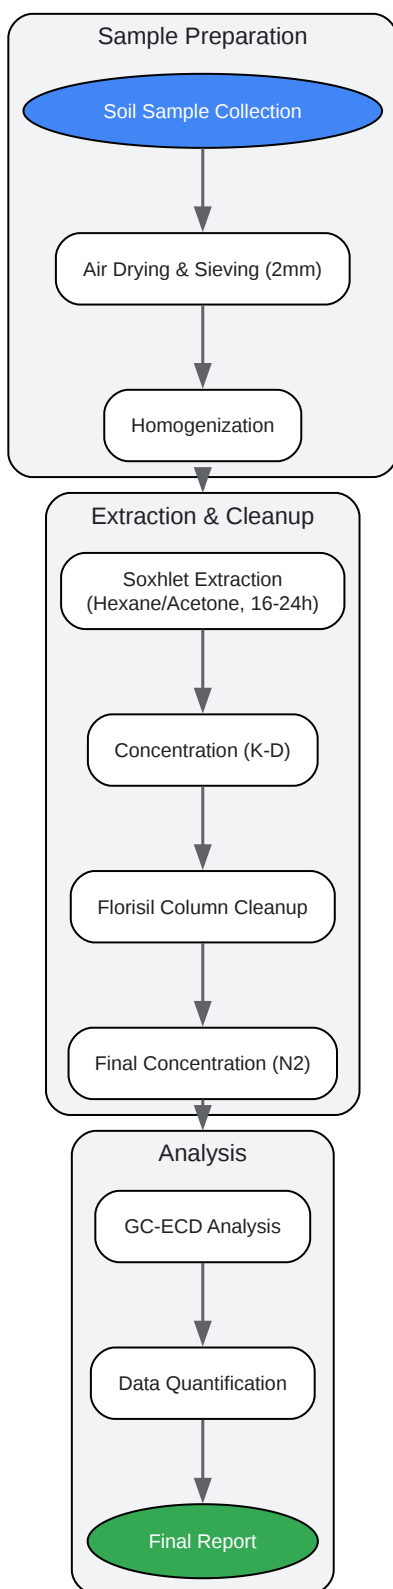 Sample Preparation
Soil Sample Collection
Air Drying & Sieving (2mm)
Homogenization
Extraction & Cleanup
Soxhlet Extraction
(Hexane/Acetone, 16-24h)
Concentration (K-D)
Florisil Column Cleanup
Final Concentration (N2)
Analysis
GC-ECD Analysis
Data Quantification
Final Report